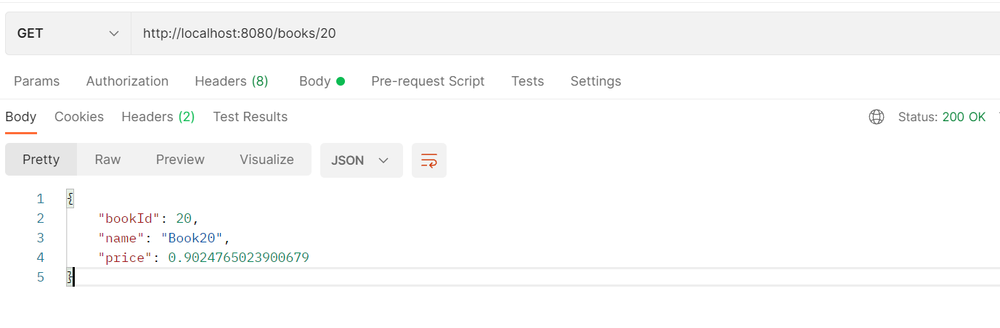 GET http://localhost:8080/books/20
Params Authorization Headers (8) Body Pre-request Script Tests Settings
Body Cookies Headers (2) Test Results Status: 200 OK
Pretty Raw Preview Visualize JSON
1 {
2 "bookId": 20,
3 "name": "Book20",
4 "price": 0.9024765023900679
5 }